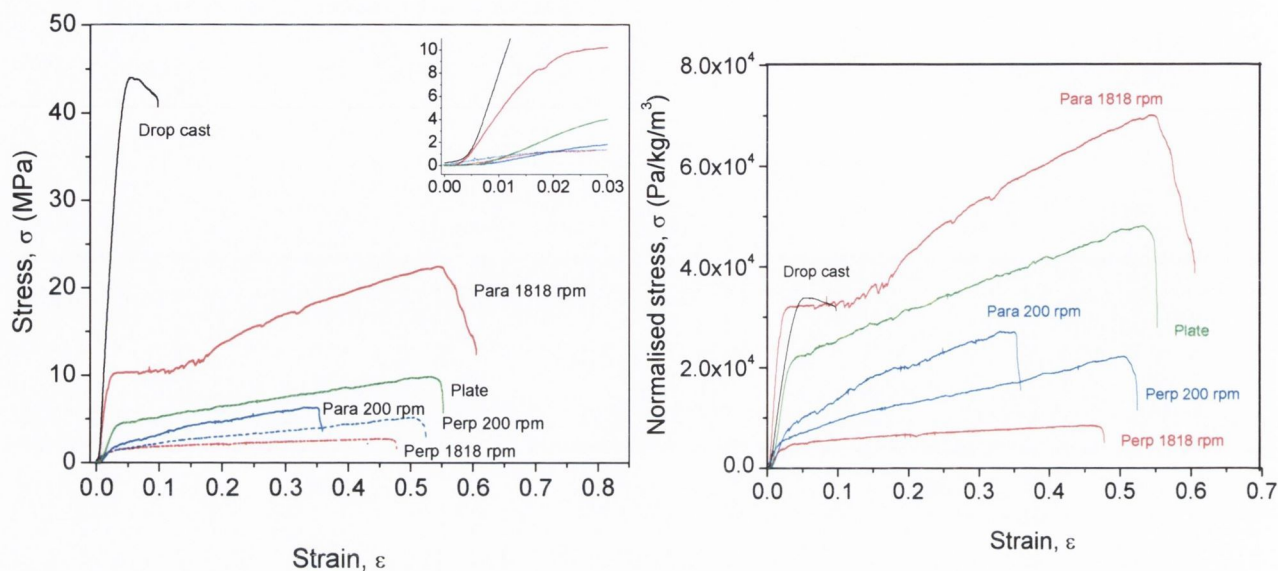 50
40
30
20
10
0
Stress, σ (MPa)
0.0 0.1 0.2 0.3 0.4 0.5 0.6 0.7 0.8
Strain, ε
Drop cast
Para 1818 rpm
Plate
Para 200 rpm
Perp 200 rpm
Perp 1818 rpm
10
8
6
4
2
0
0.00 0.01 0.02 0.03
8.0x10⁴
6.0x10⁴
4.0x10⁴
2.0x10⁴
0.0
Normalised stress, σ (Pa/kg/m³)
0.0 0.1 0.2 0.3 0.4 0.5 0.6 0.7
Strain, ε
Para 1818 rpm
Drop cast
Para 200 rpm
Plate
Perp 200 rpm
Perp 1818 rpm